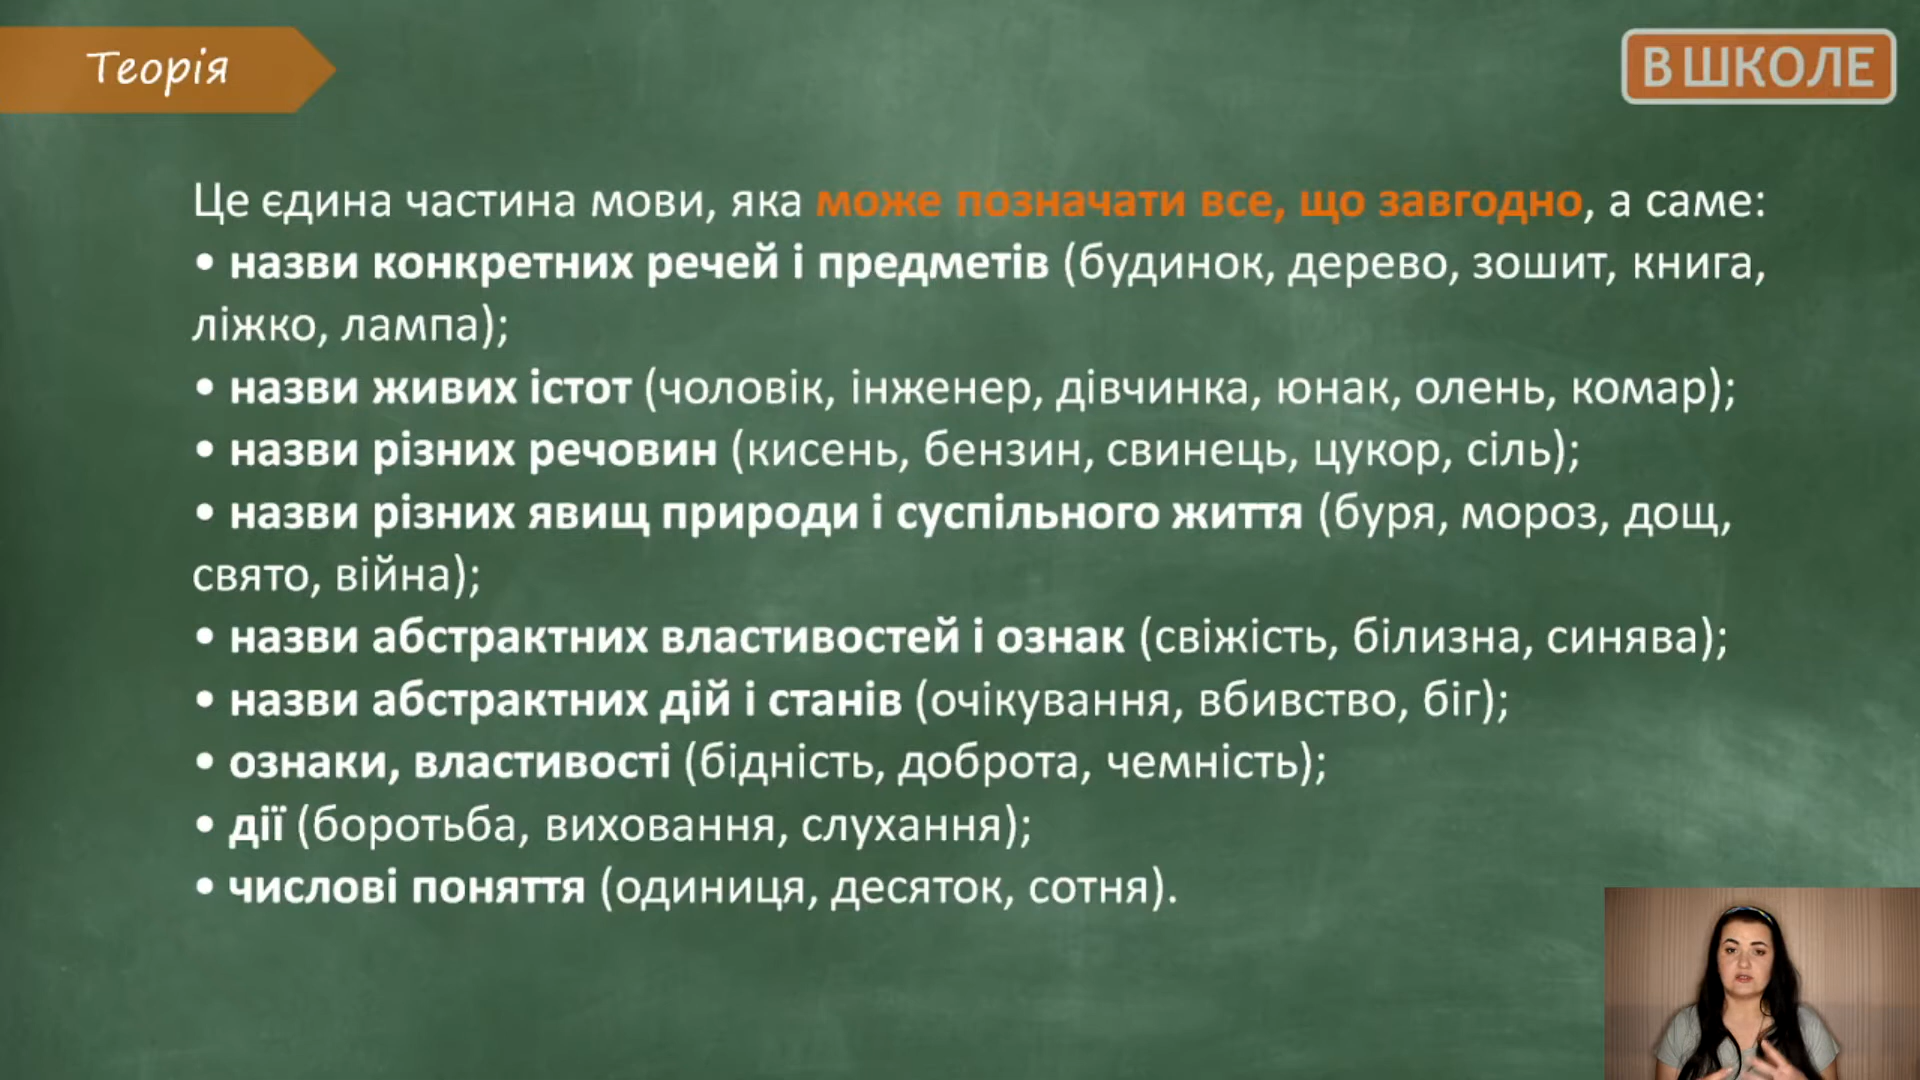 Теорія
В ШКОЛЕ
Це єдина частина мови, яка може позначати все, що завгодно, а саме:
• назви конкретних речей і предметів (будинок, дерево, зошит, книга,
ліжко, лампа);
• назви живих істот (чоловік, інженер, дівчинка, юнак, олень, комар);
• назви різних речовин (кисень, бензин, свинець, цукор, сіль);
• назви різних явищ природи і суспільного життя (буря, мороз, дощ,
свято, війна);
• назви абстрактних властивостей і ознак (свіжість, білизна, синява);
• назви абстрактних дій і станів (очікування, вбивство, біг);
• ознаки, властивості (бідність, доброта, чемність);
• дії (боротьба, виховання, слухання);
• числові поняття (одиниця, десяток, сотня).